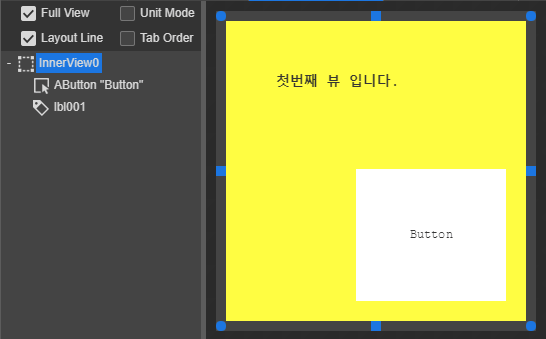 Full View
Unit Mode
Layout Line
Tab Order
- InnerView0
AButton "Button"
lbl001
첫번째 뷰 입니다.
Button